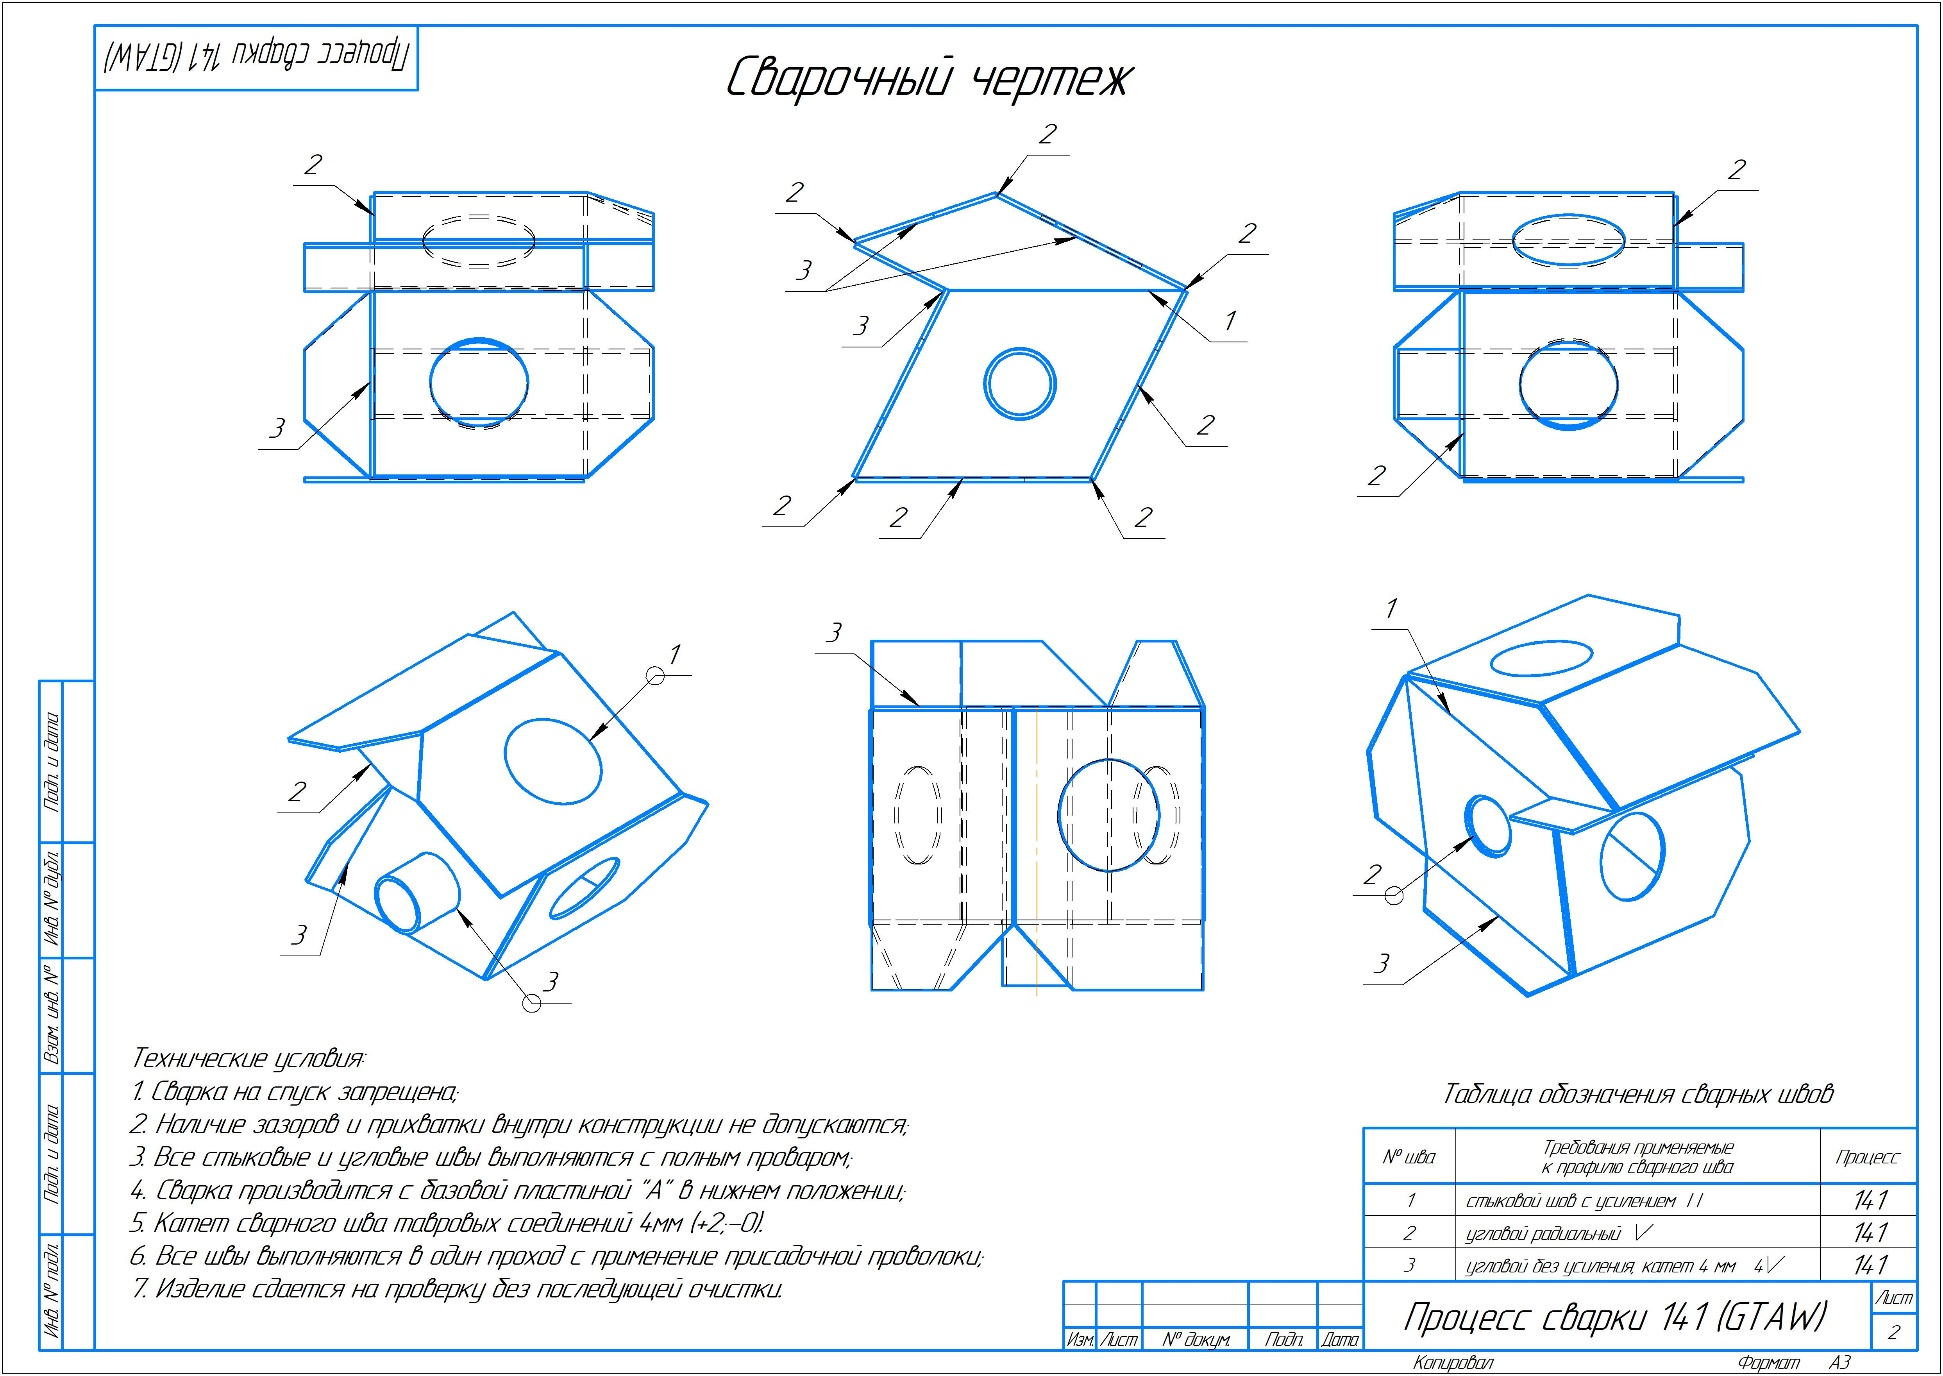 Процесс сварки 141 (GTAW)
Сварочный чертеж
2
3
2
2
3
3
2
1
2
2
2
2
2
2
1
2
3
3
3
1
2
3
Технические условия:
1. Сварка на спуск запрещена;
2. Наличие зазоров и прихватки внутри конструкции не допускаются;
3. Все стыковые и угловые швы выполняются с полным проваром;
4. Сварка производится с базовой пластиной "А" в нижнем положении;
5. Катет сварного шва тавровых соединений 4мм (+2;-0).
6. Все швы выполняются в один проход с применение присадочной проволоки;
7. Изделие сдается на проверку без последующей очистки.
Таблица обозначения сварных швов
№ шва
Требования применяемые
к профилю сварного шва
Процесс
1 стыковой шов с усилением || 141
2 угловой радиальный V 141
3 угловой без усиления, катет 4 мм 4V 141
Подп. и дата
Инв. № дубл.
Взам. инв. №
Подп. и дата
Инв. № подл.
Изм. Лист № докум. Подп. Дата
Процесс сварки 141 (GTAW)
Лист
2
Копировал Формат А3